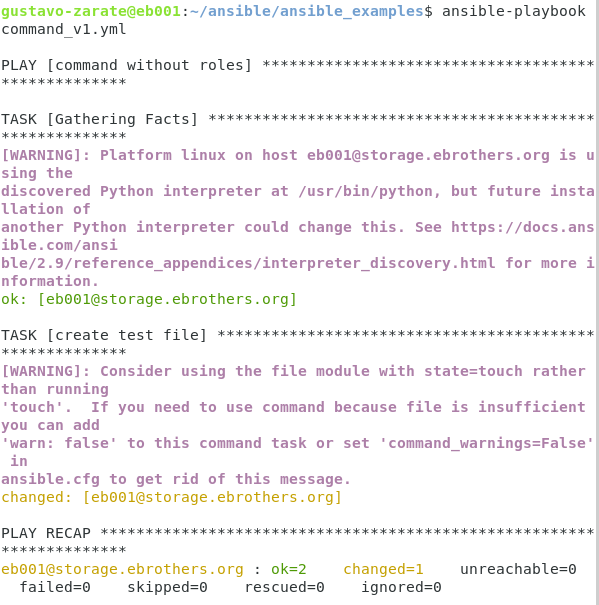 gustavo-zarate@eb001:~/ansible/ansible_examples$ ansible-playbook
command_v1.yml

PLAY [command without roles] *************************************
**************

TASK [Gathering Facts] *******************************************
**************
[WARNING]: Platform linux on host eb001@storage.ebrothers.org is u
sing the
discovered Python interpreter at /usr/bin/python, but future insta
llation of
another Python interpreter could change this. See https://docs.ans
ible.com/ansi
ble/2.9/reference_appendices/interpreter_discovery.html for more i
nformation.
ok: [eb001@storage.ebrothers.org]

TASK [create test file] ******************************************
**************
[WARNING]: Consider using the file module with state=touch rather
than running
'touch'.  If you need to use command because file is insufficient
you can add
'warn: false' to this command task or set 'command_warnings=False'
 in
ansible.cfg to get rid of this message.
changed: [eb001@storage.ebrothers.org]

PLAY RECAP *******************************************************
**************
eb001@storage.ebrothers.org : ok=2    changed=1    unreachable=0
  failed=0    skipped=0    rescued=0    ignored=0